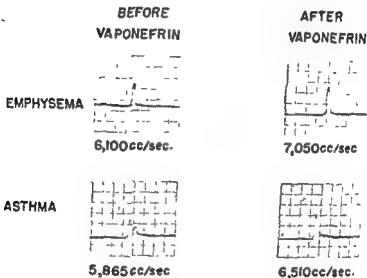 BEFORE VAPONEFRIN
AFTER VAPONEFRIN
EMPHYSEMA
6,100cc/sec.
7,050cc/sec
ASTHMA
5,865cc/sec
6,510cc/sec.